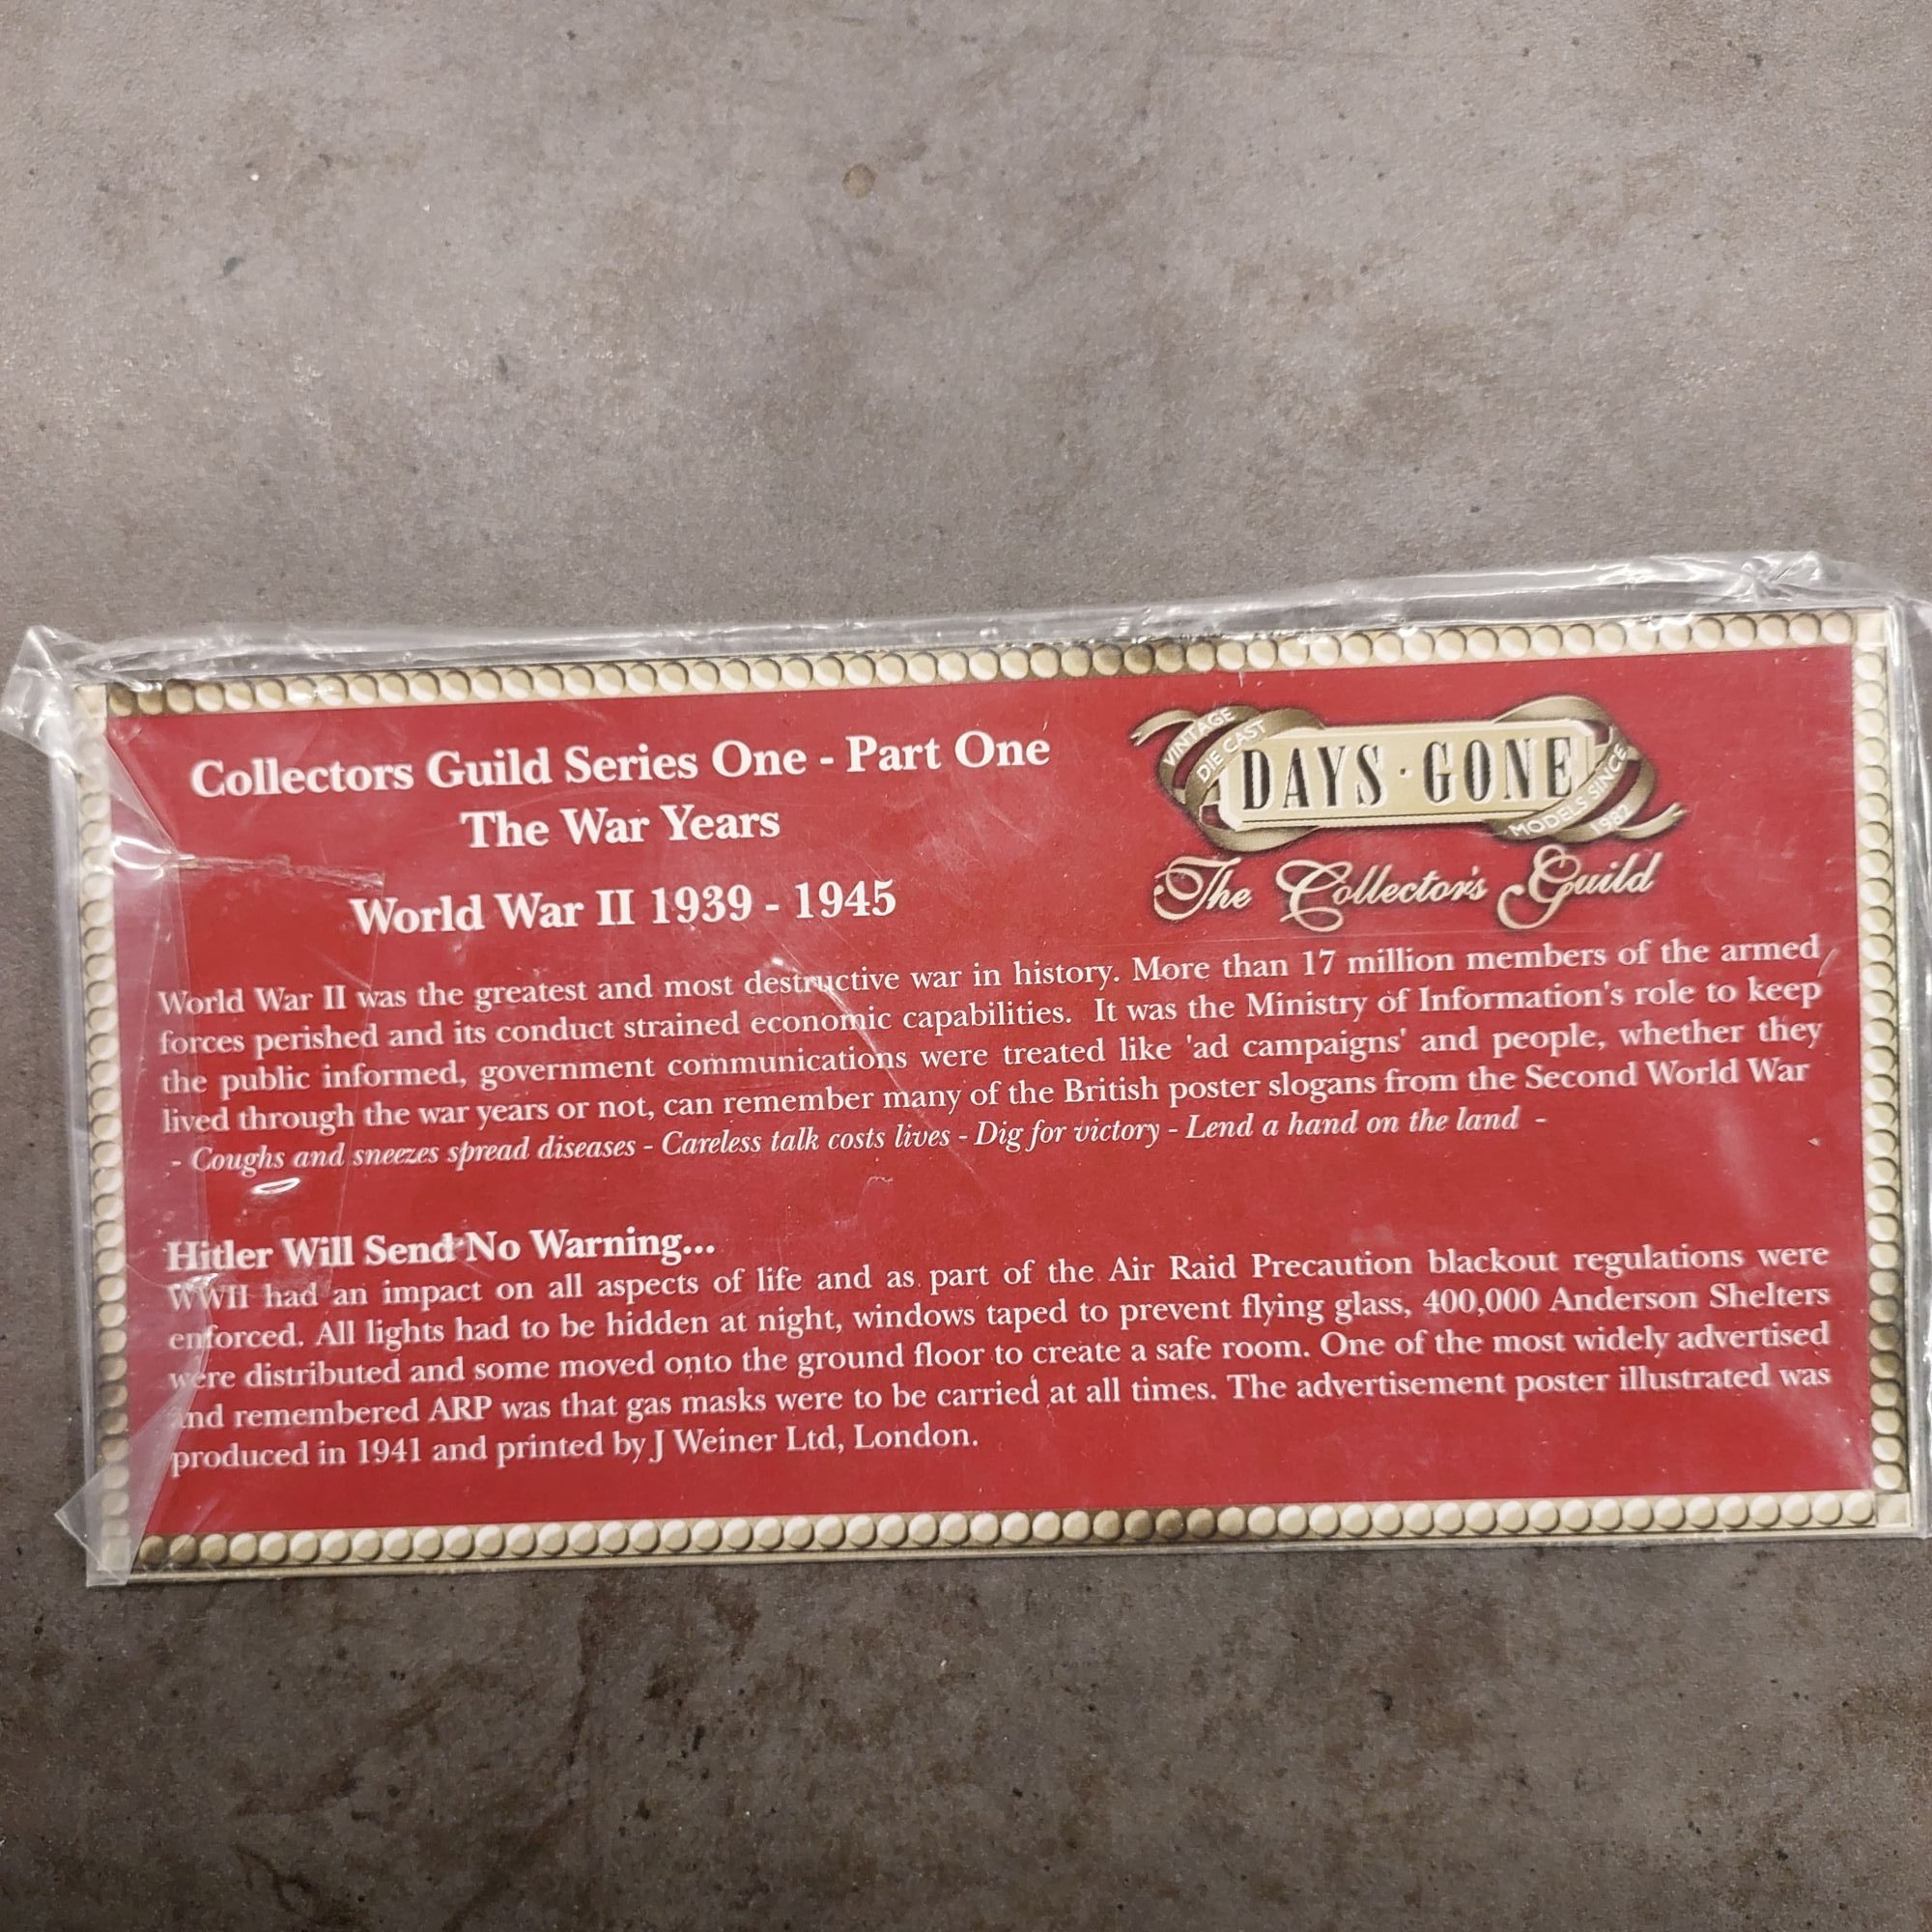 Collectors Guild Series One - Part One
The War Years
World War II 1939 - 1945
VINTAGE
DIE CAST
DAYS · GONE
MODELS SINCE
1982
The Collector's Guild
World War II was the greatest and most destructive war in history. More than 17 million members of the armed
forces perished and its conduct strained economic capabilities. It was the Ministry of Information's role to keep
the public informed, government communications were treated like 'ad campaigns' and people, whether they
lived through the war years or not, can remember many of the British poster slogans from the Second World War
- Coughs and sneezes spread diseases - Careless talk costs lives - Dig for victory - Lend a hand on the land -
Hitler Will Send No Warning...
WWII had an impact on all aspects of life and as part of the Air Raid Precaution blackout regulations were
enforced. All lights had to be hidden at night, windows taped to prevent flying glass, 400,000 Anderson Shelters
were distributed and some moved onto the ground floor to create a safe room. One of the most widely advertised
and remembered ARP was that gas masks were to be carried at all times. The advertisement poster illustrated was
produced in 1941 and printed by J Weiner Ltd, London.